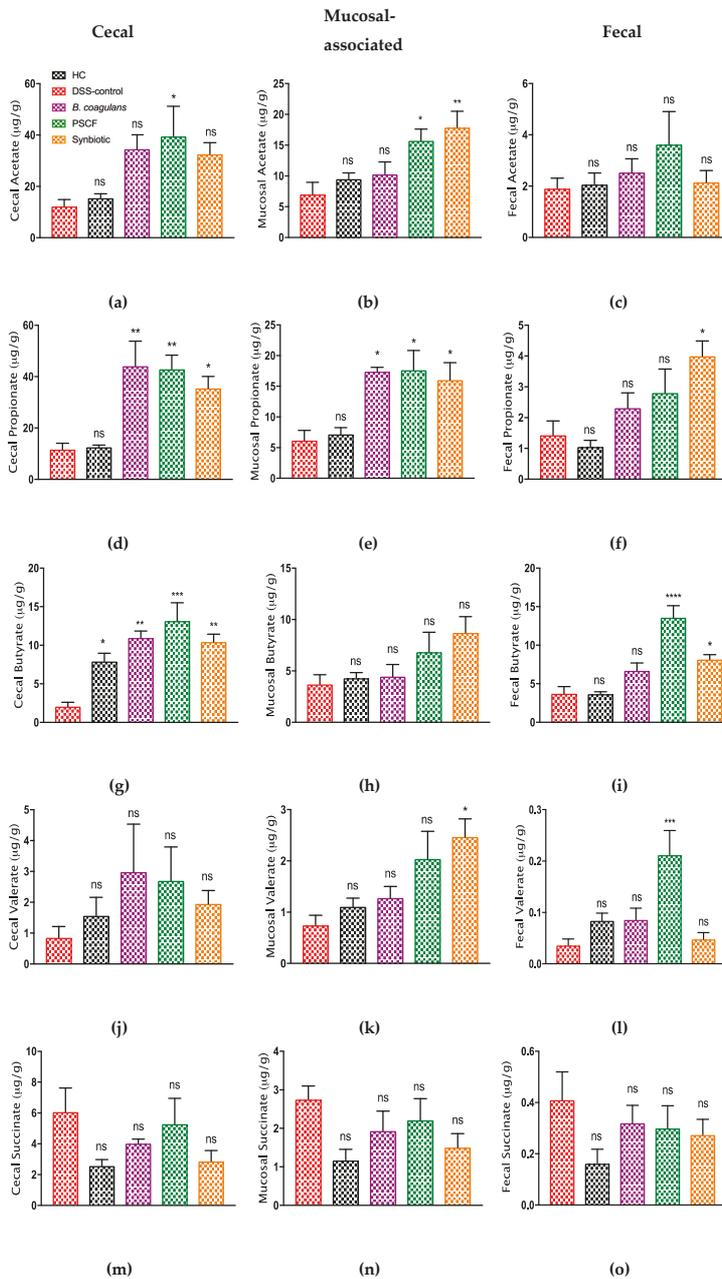 Cecal
Mucosal-
associated
Fecal
HC
DSS-control
B. coagulans
PSCF
Synbiotic
Cecal Acetate (µg/g)
60
40
20
0
ns
ns
*
ns
Mucosal Acetate (µg/g)
25
20
15
10
5
0
ns
ns
*
**
Fecal Acetate (µg/g)
6
4
2
0
ns
ns
ns
ns
(a)
(b)
(c)
Cecal Propionate (µg/g)
60
40
20
0
ns
**
**
*
Mucosal Propionate (µg/g)
25
20
15
10
5
0
ns
*
*
*
Fecal Propionate (µg/g)
5
4
3
2
1
0
ns
ns
ns
*
(d)
(e)
(f)
Cecal Butyrate (µg/g)
20
15
10
5
0
*
**
***
**
Mucosal Butyrate (µg/g)
15
10
5
0
ns
ns
ns
ns
Fecal Butyrate (µg/g)
20
15
10
5
0
ns
ns
****
*
(g)
(h)
(i)
Cecal Valerate (µg/g)
5
4
3
2
1
0
ns
ns
ns
ns
Mucosal Valerate (µg/g)
3
2
1
0
ns
ns
ns
*
Fecal Valerate (µg/g)
0.3
0.2
0.1
0.0
ns
ns
***
ns
(j)
(k)
(l)
Cecal Succinate (µg/g)
10
8
6
4
2
0
ns
ns
ns
ns
Mucosal Succinate (µg/g)
4
3
2
1
0
ns
ns
ns
ns
Fecal Succinate (µg/g)
0.6
0.4
0.2
0.0
ns
ns
ns
ns
(m)
(n)
(o)